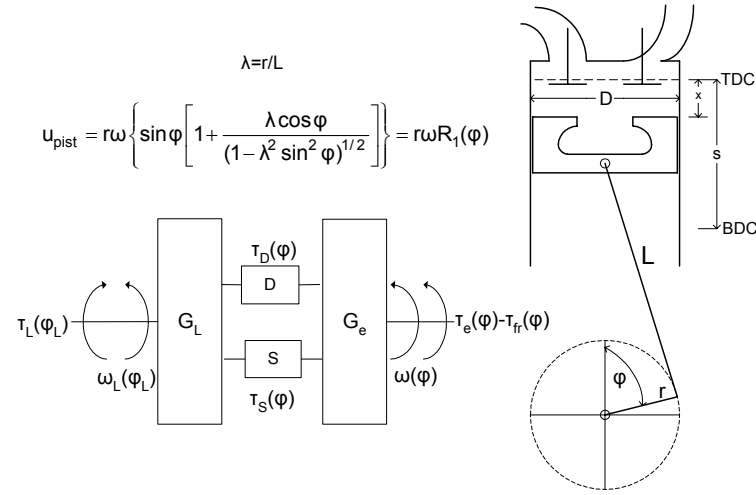 λ=r/L
u_pist = rω{sinφ[1+ λcosφ/(1−λ² sin² φ)^1/2]} = rωR₁(φ)
TDC
D
x
s
BDC
L
φ
r
τ_D(φ)
D
τ_L(φ_L)
G_L
G_e
τ_e(φ)-τ_fr(φ)
S
ω_L(φ_L)
ω(φ)
τ_S(φ)